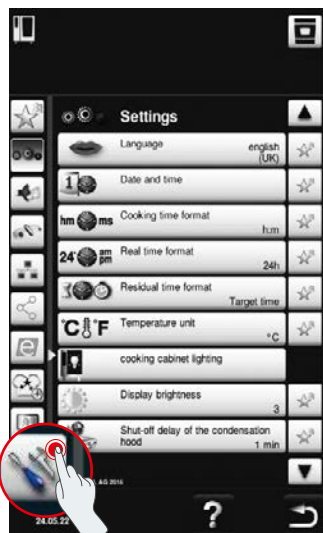 Settings
Language
english
(UK)
1
Date and time
hm ms
Cooking time format
h:m
24h am
pm
Real time format
24h
Residual time format
Target time
°C °F
Temperature unit
°C
cooking cabinet lighting
Display brightness
3
Shut-off delay of the condensation
hood
1 min
AG 2015
24.05.22
?